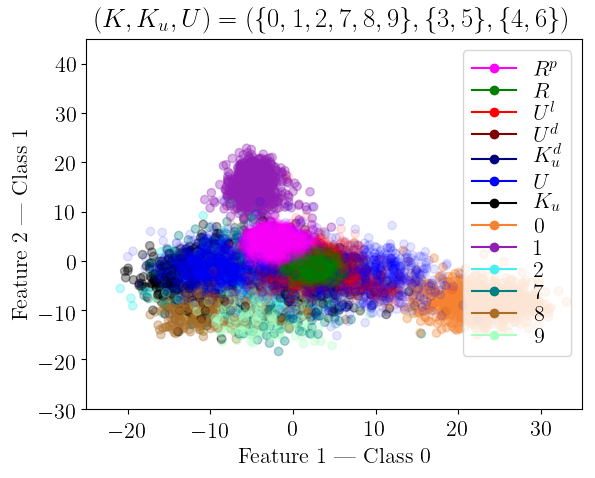 (K, K_u, U) = ({0, 1, 2, 7, 8, 9}, {3, 5}, {4, 6})
40
30
20
10
0
−10
−20
−30
Feature 2 — Class 1
R^p
R
U^l
U^d
K_u^d
U
K_u
0
1
2
7
8
9
−20 −10 0 10 20 30
Feature 1 — Class 0